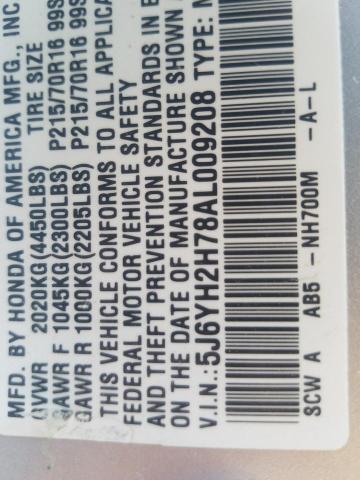 MFD. BY HONDA OF AMERICA MFG., INC
GVWR 2020KG(4450LBS) TIRE SIZE
GAWR F 1045KG(2300LBS) P215/70R16 99S
GAWR R 1000KG(2205LBS) P215/70R16 99S
THIS VEHICLE CONFORMS TO ALL APPLICA
FEDERAL MOTOR VEHICLE SAFETY
AND THEFT PREVENTION STANDARDS IN E
ON THE DATE OF MANUFACTURE SHOWN
V.I.N.:5J6YH2H78AL009208 TYPE:
SCW A AB5 -NH700M -A-L